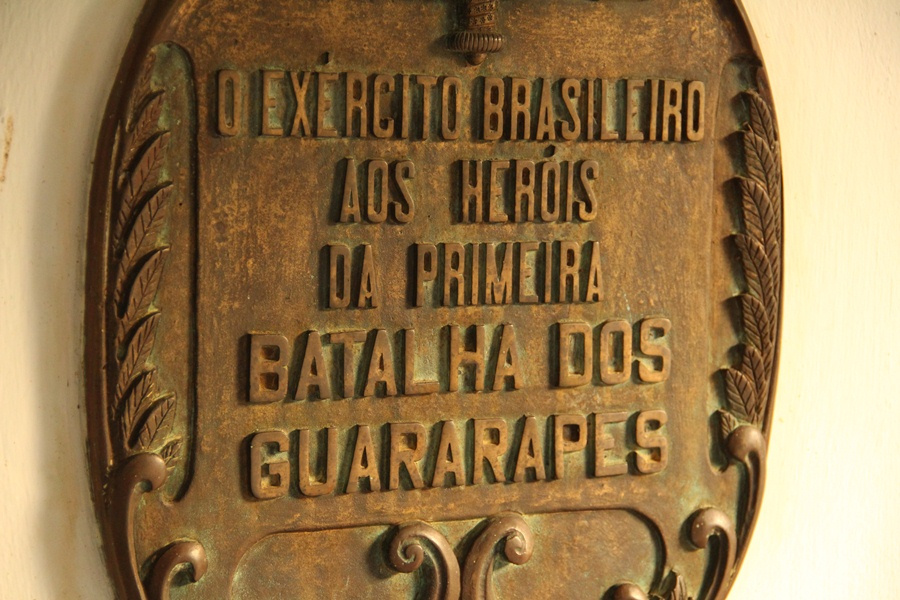 O EXÉRCITO BRASILEIRO
AOS HERÓIS
DA PRIMEIRA
BATALHA DOS
GUARARAPES